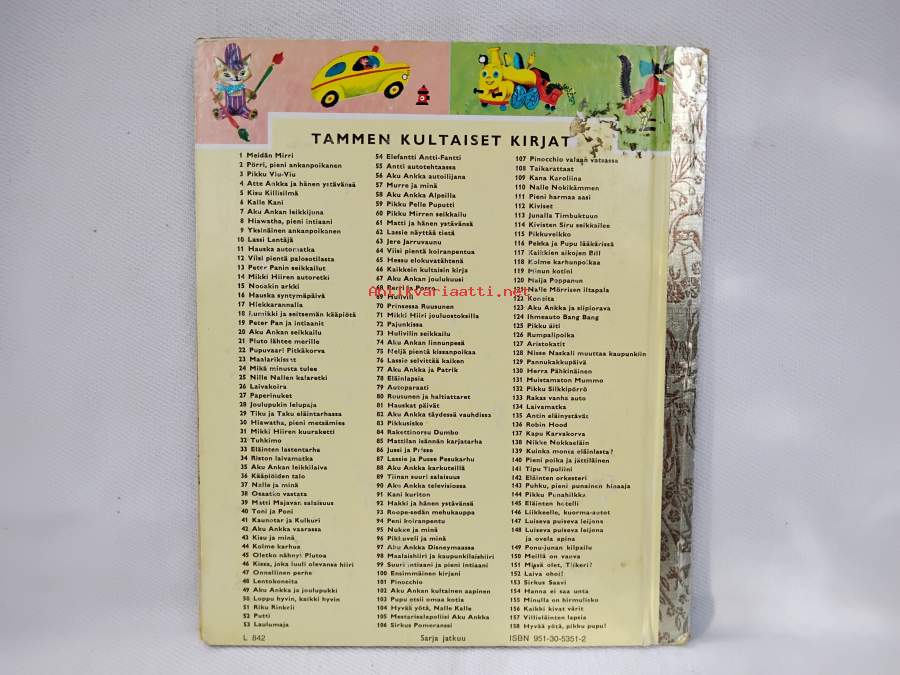 TAMMEN KULTAISET KIRJAT
1 Meidän Mirri
2 Pörri, pieni ankanpoikanen
3 Pikku Viu-Viu
4 Atte Ankka ja hänen ystävänsä
5 Kisu Killisilmä
6 Kalle Kani
7 Aku Ankan leikkijuna
8 Hiawatha, pieni intiaani
9 Yksinäinen ankanpoikanen
10 Lassi Lentäjä
11 Hauska automatka
12 Viisi pientä palosotilasta
13 Peter Panin seikkailut
14 Mikki Hiiren autoretki
15 Nooakin arkki
16 Hauska syntymäpäivä
17 Hiekkarannalla
18 Lumikki ja seitsemän kääpiötä
19 Peter Pan ja intiaanit
20 Aku Ankan seikkailu
21 Pluto lähtee merille
22 Pupuvaari Pitkäkorva
23 Maalarikissat
24 Mikä minusta tulee
25 Nille Nallen kalaretki
26 Laivakoira
27 Paperinuket
28 Joulupukin lelupaja
29 Tiku ja Taku eläintarhassa
30 Hiawatha, pieni metsämies
31 Mikki Hiiren kuuraketti
32 Tuhkimo
33 Eläinten lastentarha
34 Riston laivamatka
35 Aku Ankan leikkilaiva
36 Kääpiöiden talo
37 Nalle ja minä
38 Osaatko vastata
39 Matti Majavan salaisuus
40 Toni ja Poni
41 Kaunotar ja Kulkuri
42 Aku Ankka vaarassa
43 Kisu ja minä
44 Kolme karhua
45 Oletko nähnyt Plutoa
46 Kissa, joka luuli olevansa hiiri
47 Onnellinen perhe
48 Lentokoneita
49 Aku Ankka ja joulupukki
50 Loppu hyvin, kaikki hyvin
51 Riku Rinkeli
52 Putti
53 Laulumaja
54 Elefantti Antti-Fantti
55 Antti autotehtaassa
56 Aku Ankka autoilijana
57 Murre ja minä
58 Aku Ankka Alpeilla
59 Pikku Pelle Puputti
60 Pikku Mirren seikkailu
61 Matti ja hänen ystävänsä
62 Lassie näyttää tietä
63 Jere Jarruvaunu
64 Viisi pientä koiranpentua
65 Hessu elokuvatähtenä
66 Kaikkein kultaisin kirja
67 Aku Ankan joulukuusi
68 Perri ja Porro
69 Hulivili
70 Prinsessa Ruusunen
71 Mikki Hiiri jouluostoksilla
72 Pajunkissa
73 Hulivilin seikkailu
74 Aku Ankan linnunpesä
75 Neljä pientä kissanpoikaa
76 Lassie selvittää kaiken
77 Aku Ankka ja Patrik
78 Eläinlapsia
79 Autoparaati
80 Ruusunen ja haltiattaret
81 Hauskat päivät
82 Aku Ankka täydessä vauhdissa
83 Pikkusisko
84 Rakettinorsu Dumbo
85 Mattilan isännän karjatarha
86 Jussi ja Prisse
87 Lassie ja Pusse Pesukarhu
88 Aku Ankka karkuteillä
89 Tiinan suuri salaisuus
90 Aku Ankka televisiossa
91 Kani kuriton
92 Hakki ja hänen ystävänsä
93 Roope-sedän mehukauppa
94 Peni koiranpentu
95 Nukke ja minä
96 Pikkuveli ja minä
97 Aku Ankka Disneymaassa
98 Maalaishiiri ja kaupunkilaishiiri
99 Suuri intiaani ja pieni intiaani
100 Ensimmäinen kirjani
101 Pinocchio
102 Aku Ankan kultainen aapinen
103 Pupu otsii omaa kotia
104 Hyvää yötä, Nalle Kalle
105 Mestarisalapoliisi Aku Ankka
106 Sirkus Pomeranssi
107 Pinocchio valaan vatsassa
108 Taikarattaat
109 Kana Karoliina
110 Nalle Nokikämmen
111 Pieni harmaa aasi
112 Kiviset
113 Junalla Timbuktuun
114 Kivisten Siru seikkailee
115 Pikkuveikko
116 Pekka ja Pupu lääkärissä
117 Kaikkien aikojen Bill
118 Kolme karhunpoikaa
119 Minun kotini
120 Maija Poppanen
121 Nalle Mörrisen iltapala
122 Koneita
123 Aku Ankka ja slipiorava
124 Ihmeauto Bang Bang
125 Pikku äiti
126 Rumpalipoika
127 Aristokatit
128 Nisse Naskali muuttaa kaupunkiin
129 Pannukakkupäivä
130 Herra Pähkinäinen
131 Muistamaton Mummo
132 Pikku Silkkipörrö
133 Rakas vanha auto
134 Laivamatka
135 Antin eläinystävät
136 Robin Hood
137 Kapu Karvakorva
138 Nikke Nokkaeläin
139 Kuinka monta eläinlasta?
140 Pieni poika ja jättiläinen
141 Tipu Tipuliini
142 Eläinten orkesteri
143 Puhku, pieni punainen hinaaja
144 Pikku Punahilkka
145 Eläinten hotelli
146 Liikkeelle, kuorma-autot
147 Luiseva puiseva leijona
148 Luiseva puiseva leijona
ja ovela apina
149 Ponu-junan kilpailu
150 Meillä on vauva
151 Missä olet, Tiikeri?
152 Laiva ohoi!
153 Sirkus Saavi
154 Hanna ei saa unta
155 Minulla on hirmulisko
156 Kaikki kivat värit
157 Villieläinten lapsia
158 Hyvää yötä, pikku pupu!
L 842
Sarja jatkuu
ISBN 951-30-5351-2
Antikvariaatti.net